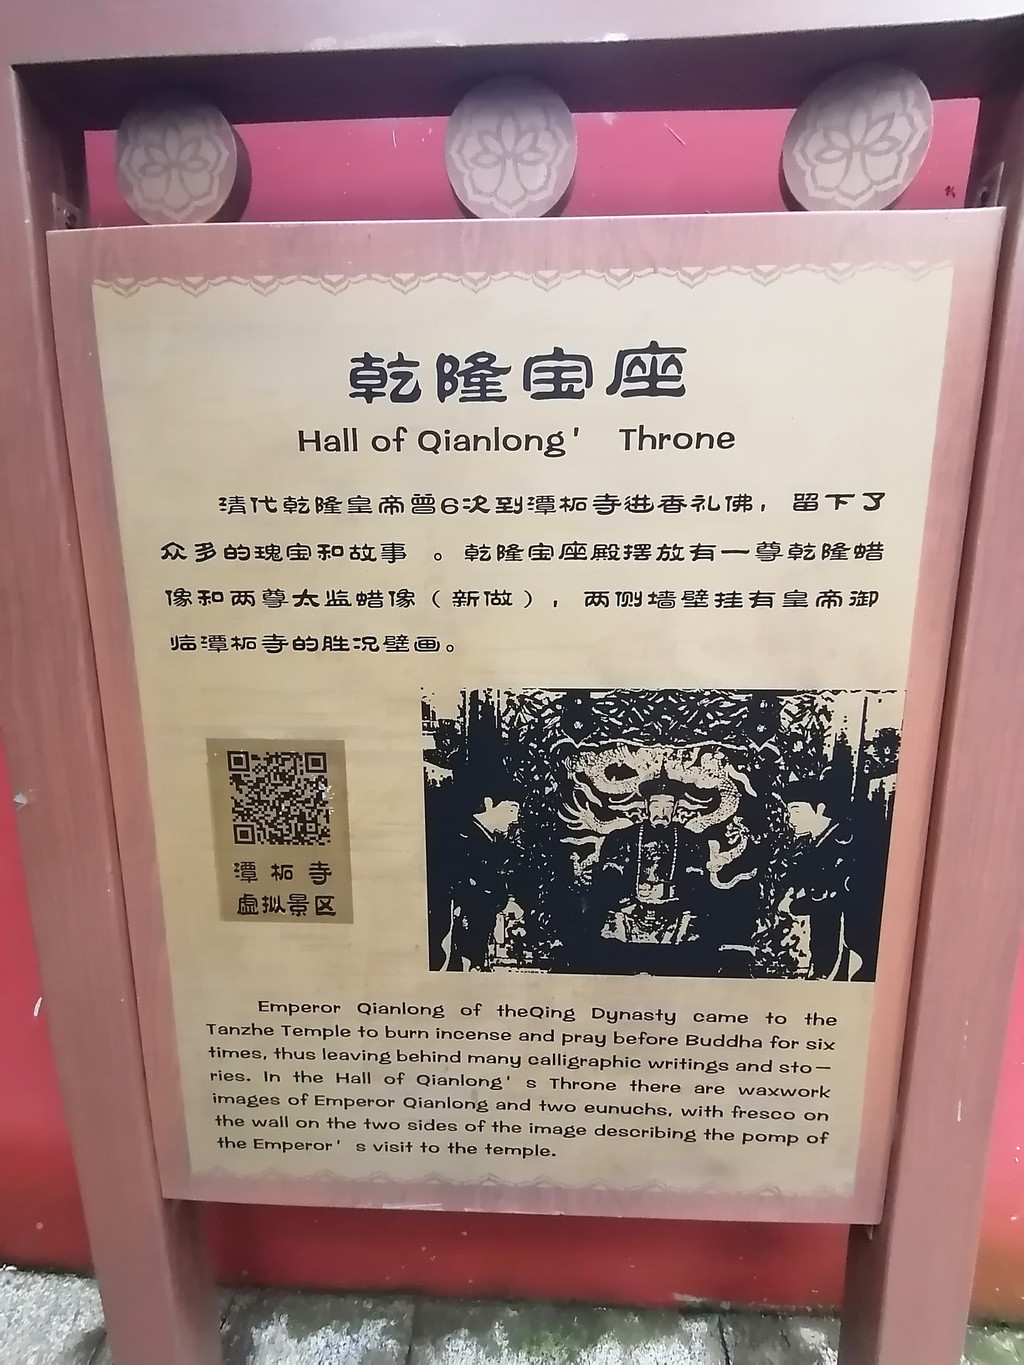 乾隆宝座
Hall of Qianlong' Throne
清代乾隆皇帝曾6次到潭柘寺进香礼佛，留下了
众多的瑰宝和故事 。乾隆宝座殿摆放有一尊乾隆蜡
像和两尊太监蜡像（新做），两侧墙壁挂有皇帝御
临潭柘寺的胜况壁画。
潭柘寺
虚拟景区
Emperor Qianlong of theQing Dynasty came to the
Tanzhe Temple to burn incense and pray before Buddha for six
times, thus leaving behind many calligraphic writings and sto—
ries. In the Hall of Qianlong' s Throne there are waxwork
images of Emperor Qianlong and two eunuchs, with fresco on
the wall on the two sides of the image describing the pomp of
the Emperor' s visit to the temple.